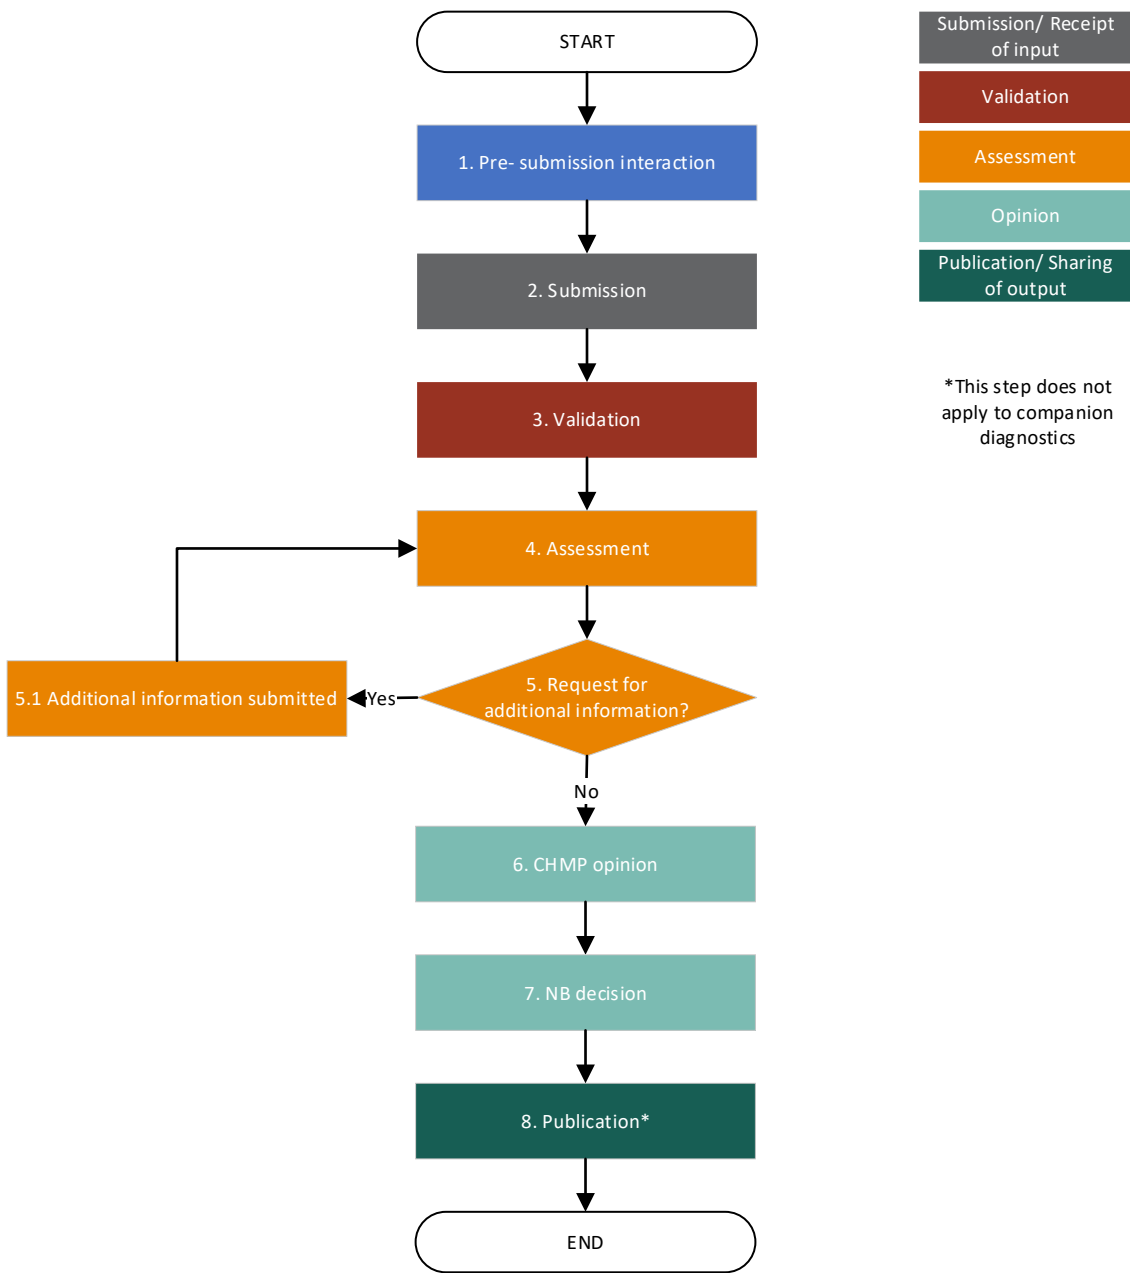 START
1. Pre- submission interaction
2. Submission
3. Validation
4. Assessment
5. Request for
additional information?
Yes
5.1 Additional information submitted
No
6. CHMP opinion
7. NB decision
8. Publication*
END
Submission/ Receipt
of input
Validation
Assessment
Opinion
Publication/ Sharing
of output
*This step does not
apply to companion
diagnostics